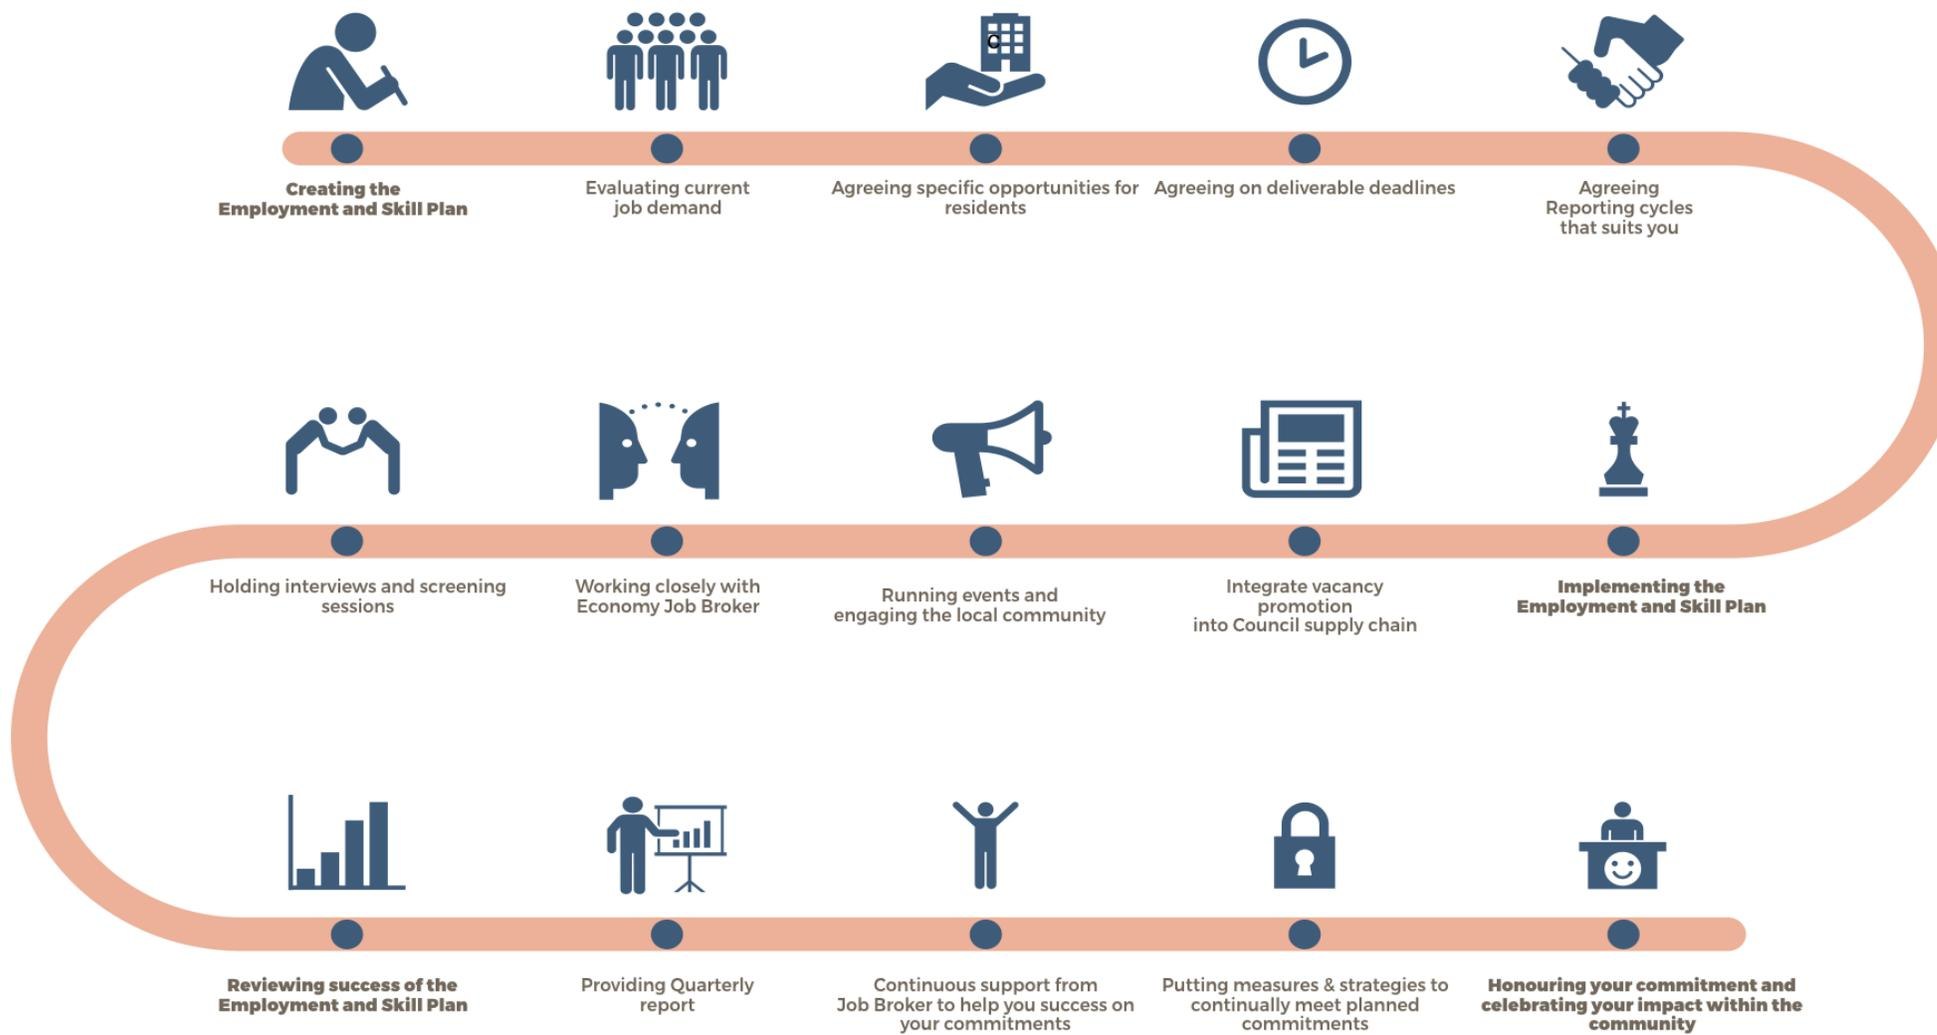 C
Creating the
Employment and Skill Plan
Evaluating current
job demand
Agreeing specific opportunities for
residents
Agreeing on deliverable deadlines
Agreeing
Reporting cycles
that suits you
Holding interviews and screening
sessions
Working closely with
Economy Job Broker
Running events and
engaging the local community
Integrate vacancy
promotion
into Council supply chain
Implementing the
Employment and Skill Plan
Reviewing success of the
Employment and Skill Plan
Providing Quarterly
report
Continuous support from
Job Broker to help you success on
your commitments
Putting measures & strategies to
continually meet planned
commitments
Honouring your commitment and
celebrating your impact within the
community